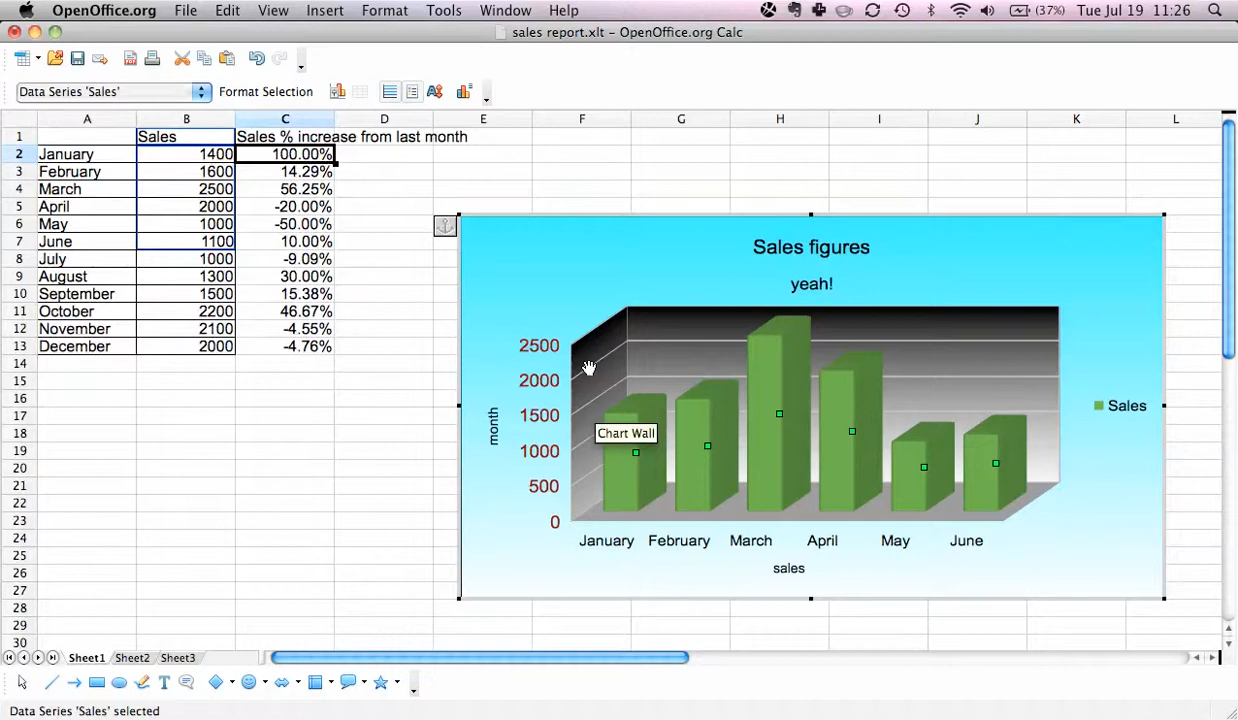 OpenOffice.org File Edit View Insert Format Tools Window Help (37%) Tue Jul 19 11:26
sales report.xlt – OpenOffice.org Calc
Data Series 'Sales' Format Selection
A B C D E F G H I J K L
1 Sales Sales % increase from last month
2 January 1400 100.00%
3 February 1600 14.29%
4 March 2500 56.25%
5 April 2000 -20.00%
6 May 1000 -50.00%
7 June 1100 10.00%
8 July 1000 -9.09%
9 August 1300 30.00%
10 September 1500 15.38%
11 October 2200 46.67%
12 November 2100 -4.55%
13 December 2000 -4.76%
14
15
16
17
18
19
20
21
22
23
24
25
26
27
28
29
30
Sales figures
yeah!
2500
2000
1500
1000
500
0
month
Chart Wall
Sales
January February March April May June
sales
Sheet1 Sheet2 Sheet3
T
Data Series 'Sales' selected